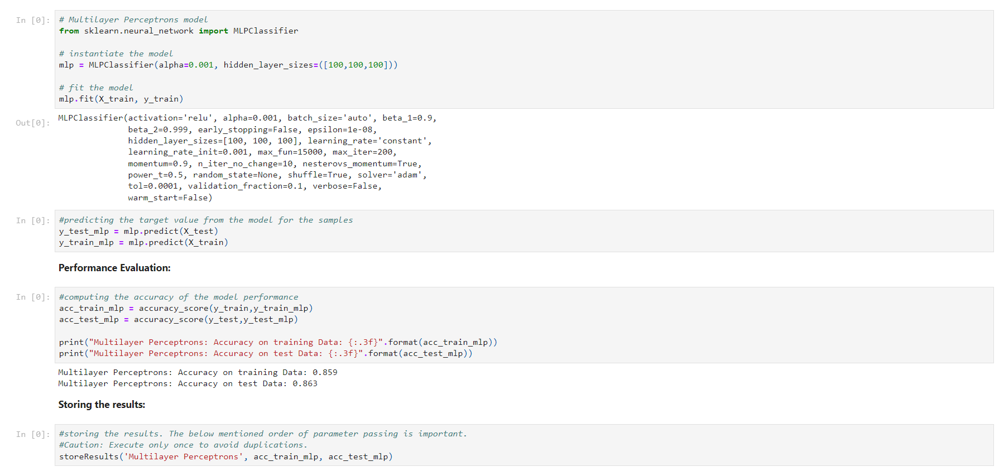 In [0]:
# Multilayer Perceptrons model
from sklearn.neural_network import MLPClassifier
# instantiate the model
mlp = MLPClassifier(alpha=0.001, hidden_layer_sizes=([100,100,100]))
# fit the model
mlp.fit(X_train, y_train)
Out[0]:
MLPClassifier(activation='relu', alpha=0.001, batch_size='auto', beta_1=0.9,
beta_2=0.999, early_stopping=False, epsilon=1e-08,
hidden_layer_sizes=[100, 100, 100], learning_rate='constant',
learning_rate_init=0.001, max_fun=15000, max_iter=200,
momentum=0.9, n_iter_no_change=10, nesterovs_momentum=True,
power_t=0.5, random_state=None, shuffle=True, solver='adam',
tol=0.0001, validation_fraction=0.1, verbose=False,
warm_start=False)
In [0]:
#predicting the target value from the model for the samples
y_test_mlp = mlp.predict(X_test)
y_train_mlp = mlp.predict(X_train)
Performance Evaluation:
In [0]:
#computing the accuracy of the model performance
acc_train_mlp = accuracy_score(y_train,y_train_mlp)
acc_test_mlp = accuracy_score(y_test,y_test_mlp)
print("Multilayer Perceptrons: Accuracy on training Data: {:.3f}".format(acc_train_mlp))
print("Multilayer Perceptrons: Accuracy on test Data: {:.3f}".format(acc_test_mlp))
Multilayer Perceptrons: Accuracy on training Data: 0.859
Multilayer Perceptrons: Accuracy on test Data: 0.863
Storing the results:
In [0]:
#storing the results. The below mentioned order of parameter passing is important.
#Caution: Execute only once to avoid duplications.
storeResults('Multilayer Perceptrons', acc_train_mlp, acc_test_mlp)